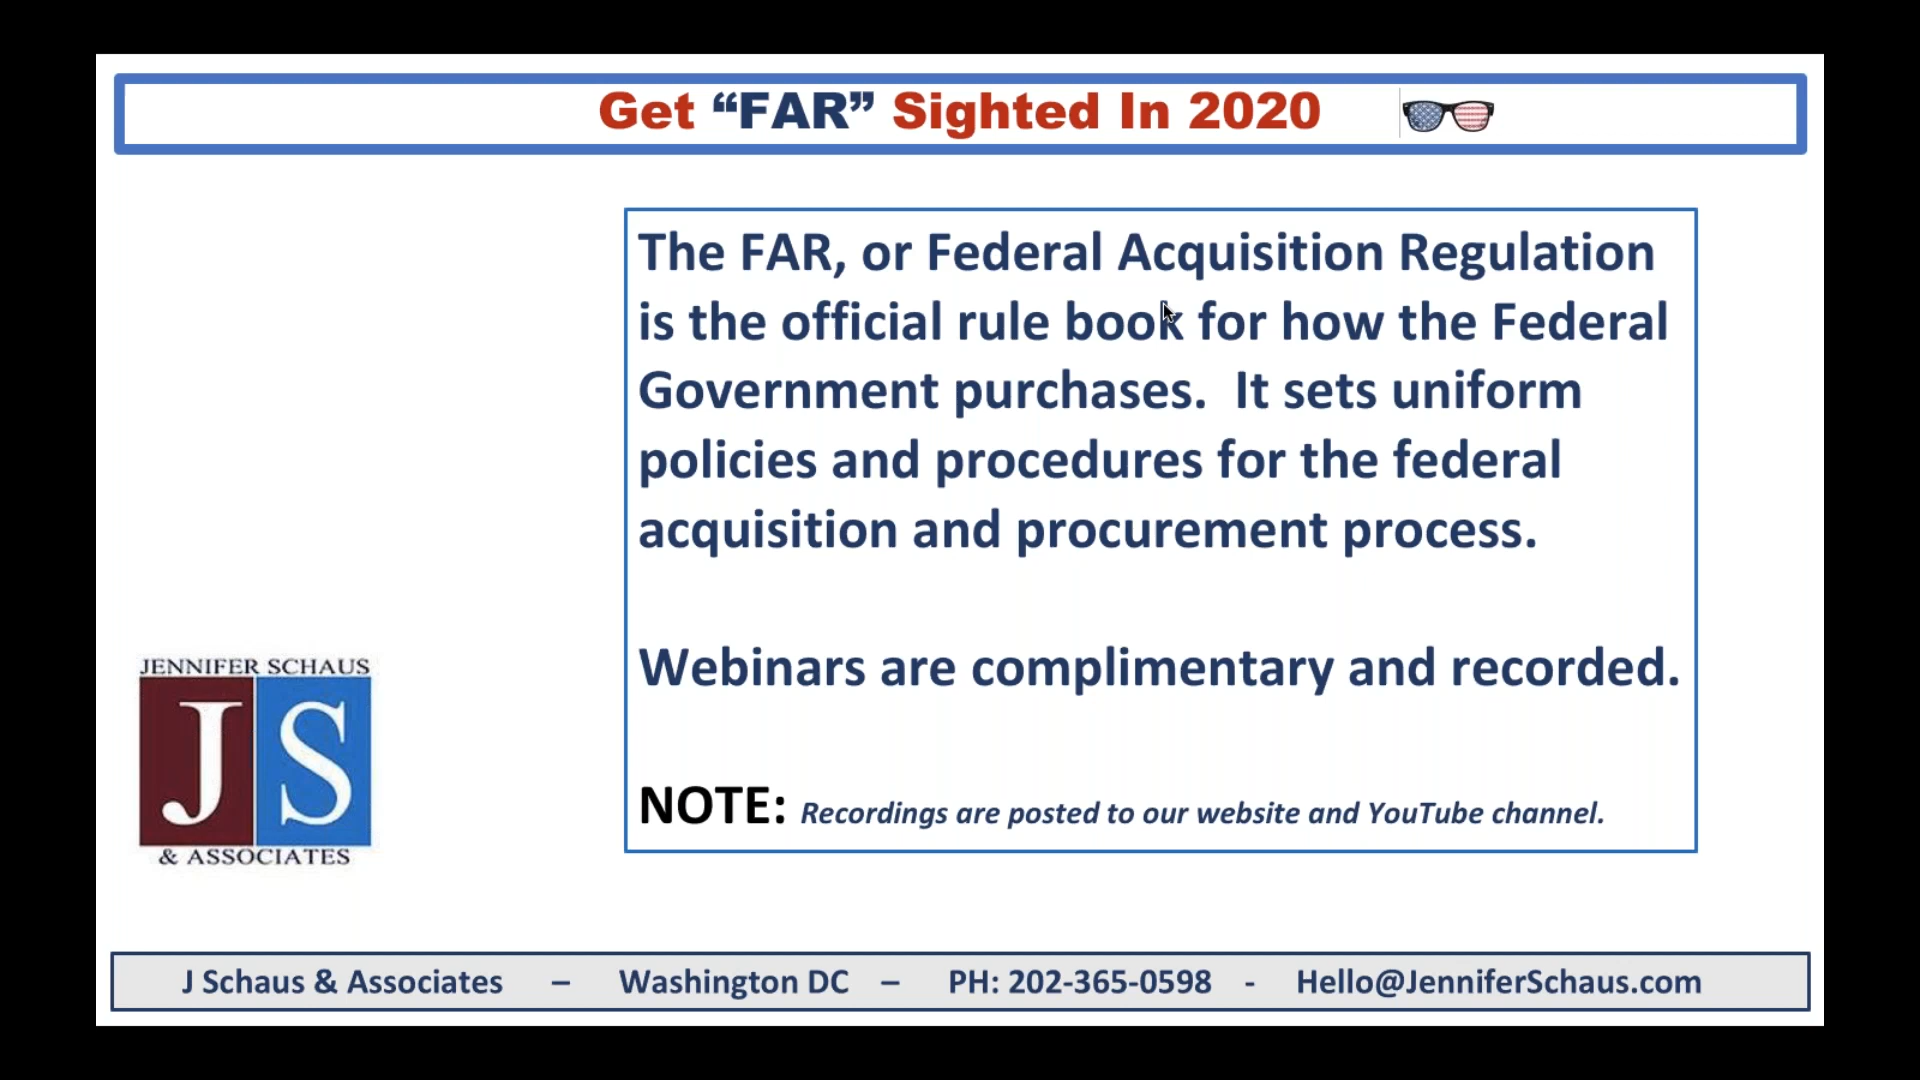 Get “FAR” Sighted In 2020
The FAR, or Federal Acquisition Regulation
is the official rule book for how the Federal
Government purchases.  It sets uniform
policies and procedures for the federal
acquisition and procurement process.
Webinars are complimentary and recorded.
NOTE: Recordings are posted to our website and YouTube channel.
JENNIFER SCHAUS
JS
& ASSOCIATES
J Schaus & Associates – Washington DC – PH: 202-365-0598 - Hello@JenniferSchaus.com